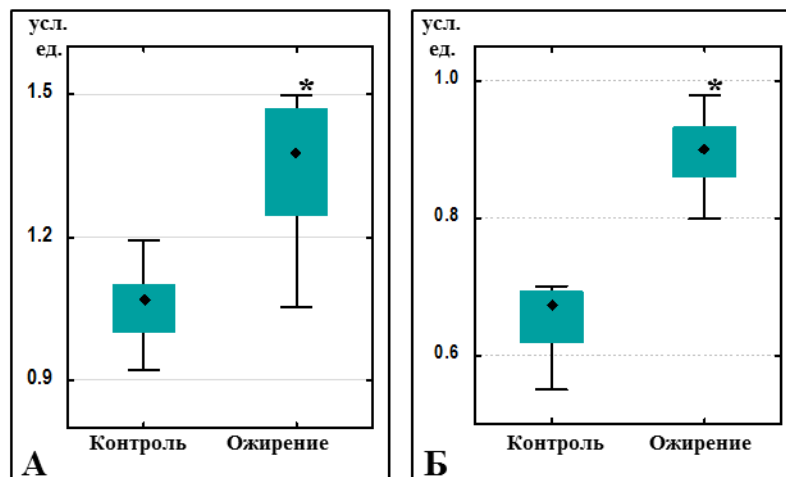 усл.
ед.
1.5
*
1.2
0.9
Контроль Ожирение
А
усл.
ед.
1.0
*
0.8
0.6
Контроль Ожирение
Б